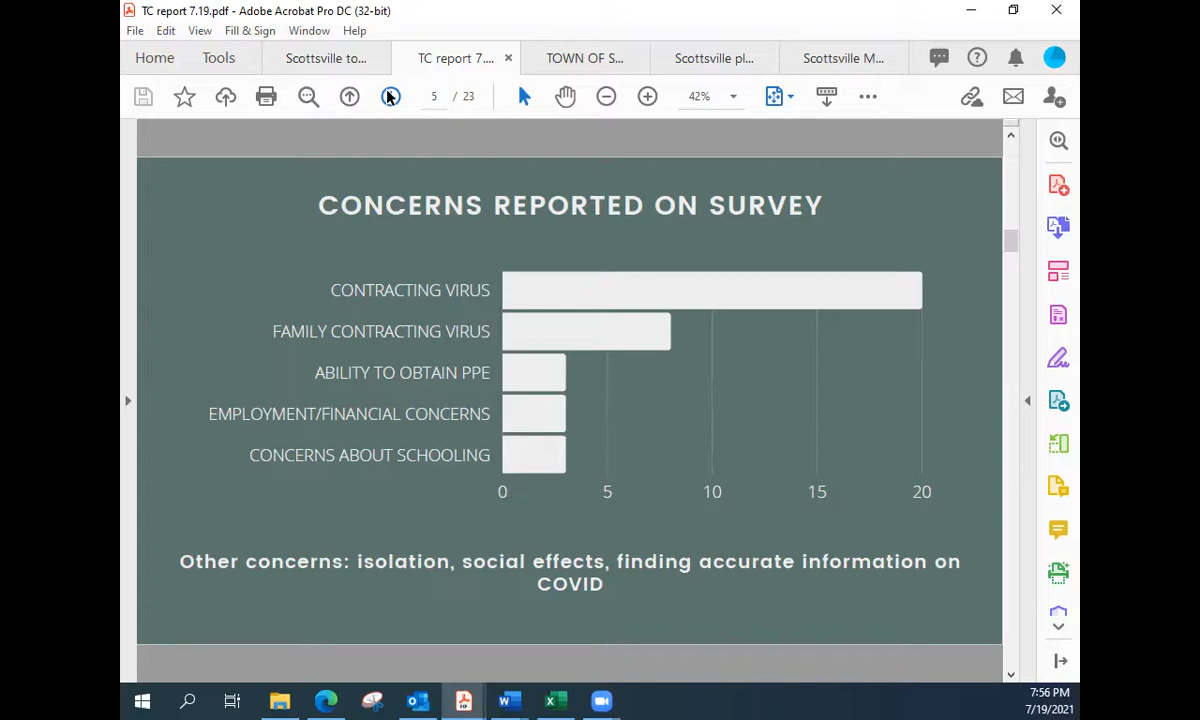 TC report 7.19.pdf - Adobe Acrobat Pro DC (32-bit)
File Edit View Fill & Sign Window Help
Home Tools Scottsville to... TC report 7.... × TOWN OF S... Scottsville pl... Scottsville M...
5 / 23 42%
CONCERNS REPORTED ON SURVEY
CONTRACTING VIRUS
FAMILY CONTRACTING VIRUS
ABILITY TO OBTAIN PPE
EMPLOYMENT/FINANCIAL CONCERNS
CONCERNS ABOUT SCHOOLING
0 5 10 15 20
Other concerns: isolation, social effects, finding accurate information on
COVID
7:56 PM
7/19/2021